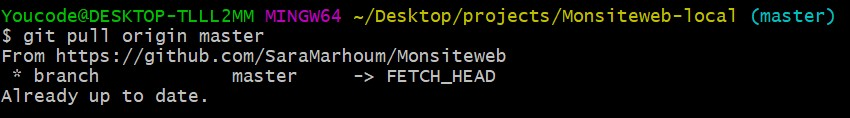 Youcode@DESKTOP-TLLL2MM MINGW64 ~/Desktop/projects/Monsiteweb-local (master)
$ git pull origin master
From https://github.com/SaraMarhoum/Monsiteweb
 * branch            master     -> FETCH_HEAD
Already up to date.